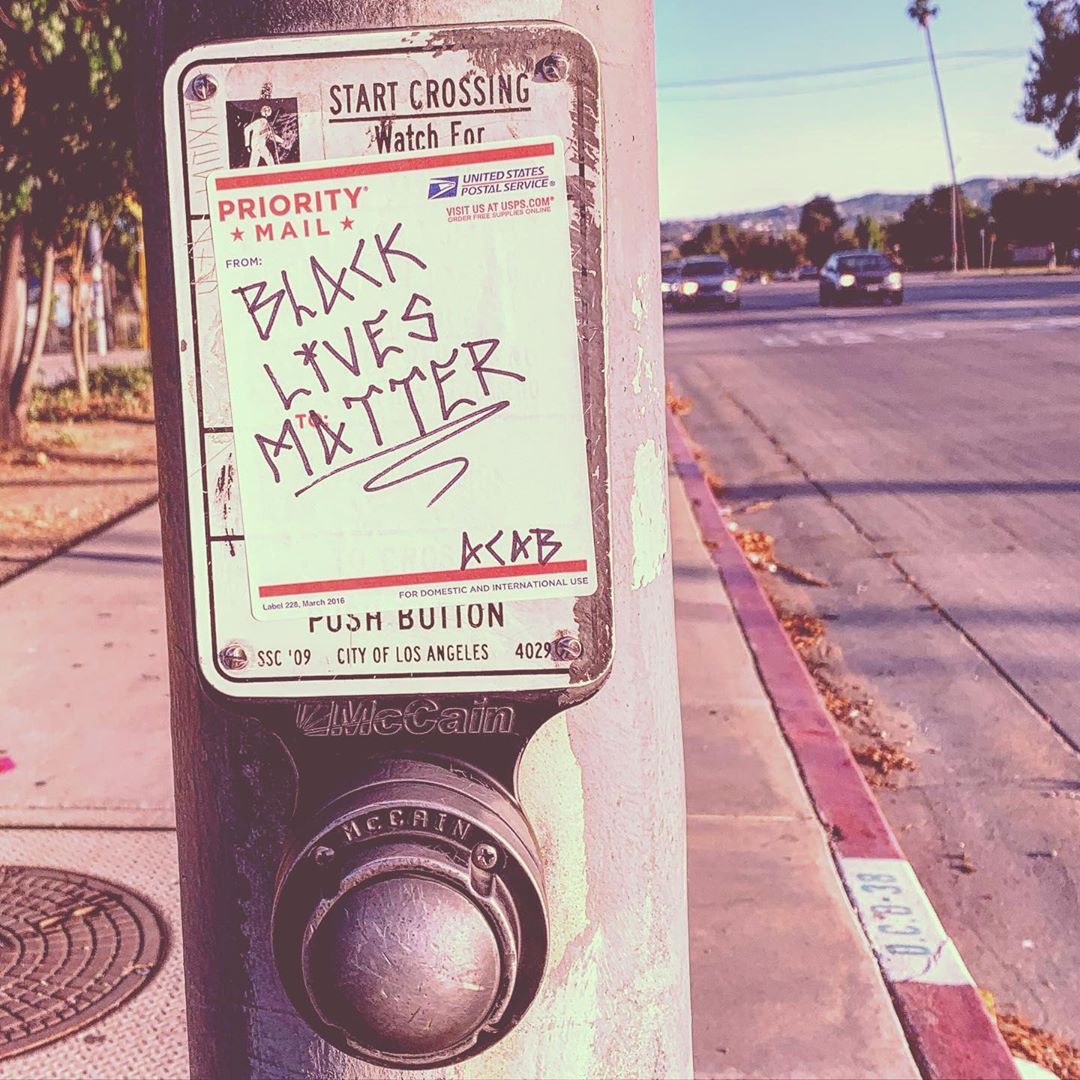 START CROSSING
Watch For
PRIORITY
MAIL
UNITED STATES
POSTAL SERVICE®
VISIT US AT USPS.COM®
ORDER FREE SUPPLIES ONLINE
FROM:
BLACK
LIVES
TO:
MATTER
ACAB
Label 228, March 2016
FOR DOMESTIC AND INTERNATIONAL USE
PUSH BUTTON
SSC '09 CITY OF LOS ANGELES 4029
McCain
McCAIN